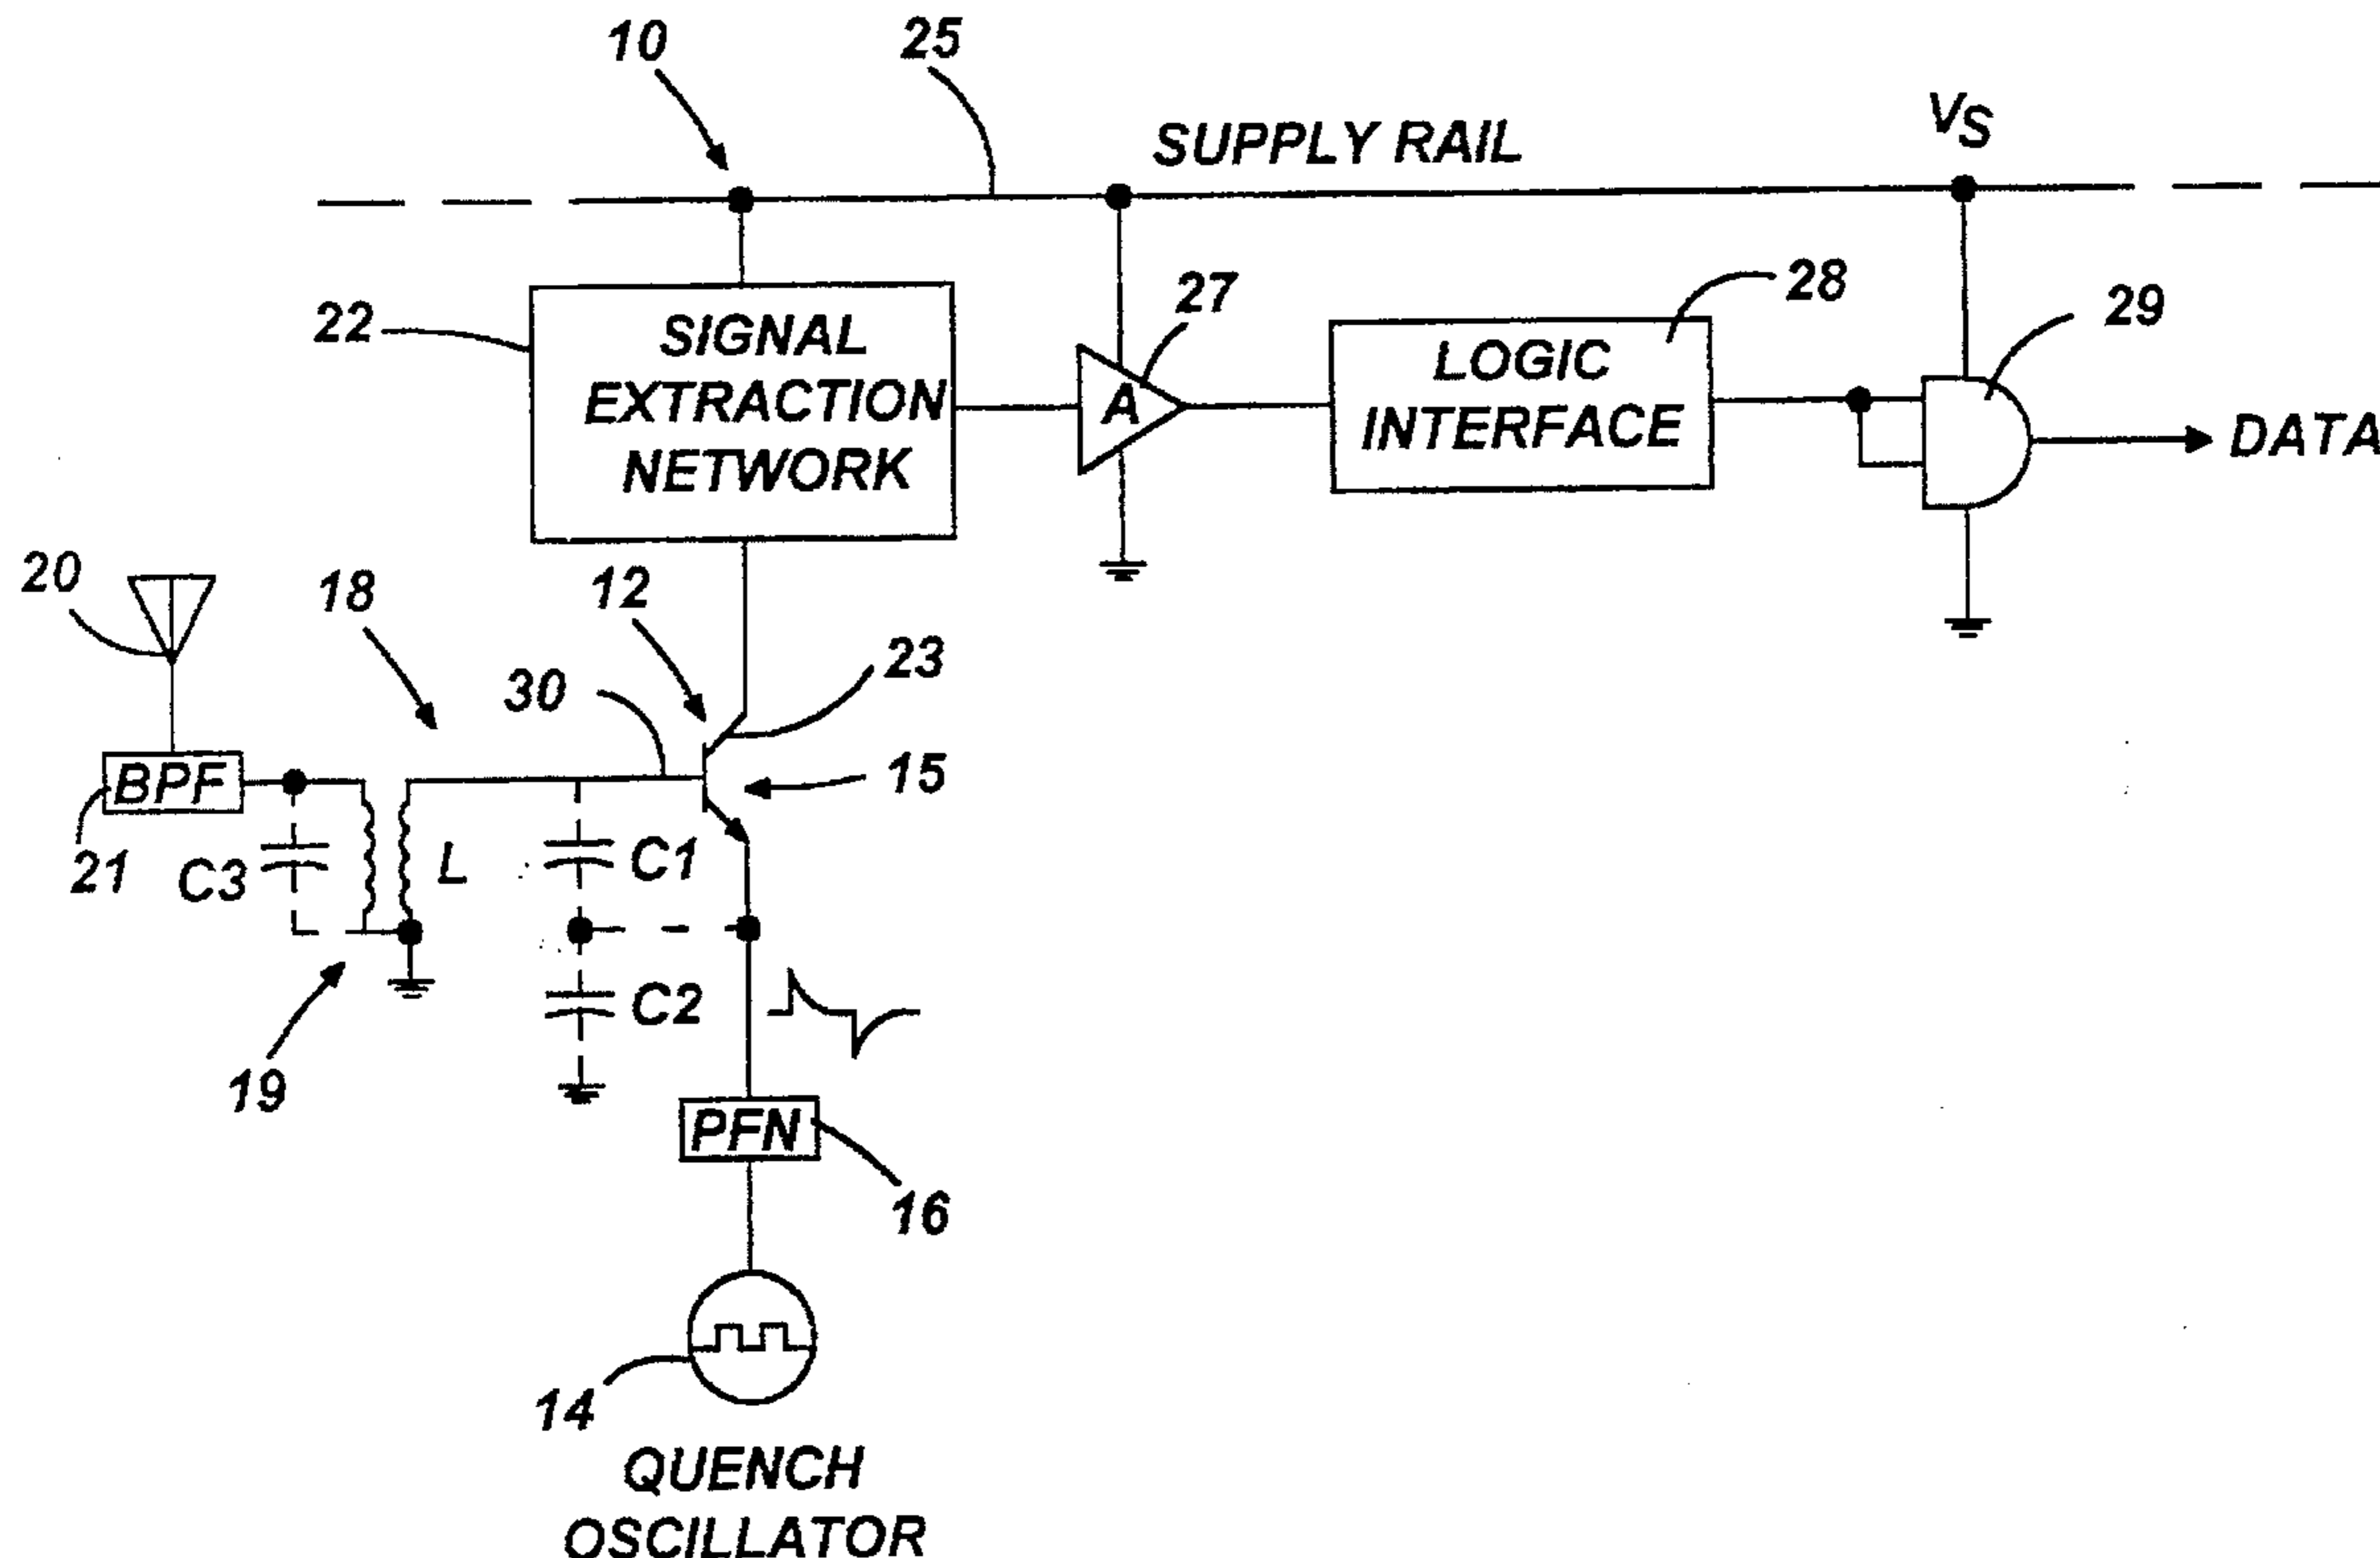 10
25
SUPPLY RAIL
VS
22
SIGNAL
EXTRACTION
NETWORK
27
A
LOGIC
INTERFACE
28
29
DATA
20
18
12
23
30
15
BPF
21
C3
L
C1
C2
19
PFN
16
14
QUENCH
OSCILLATOR